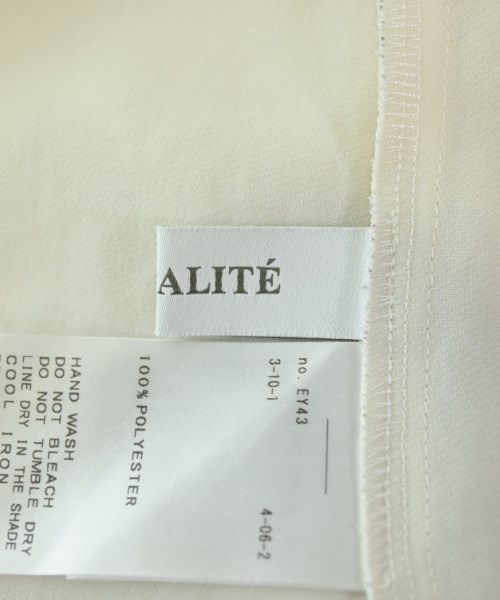 ALITÉ
no. EY43
3-10-1
4-06-2
100% POLYESTER
HAND WASH
DO NOT BLEACH
DO NOT TUMBLE DRY
LINE DRY IN THE SHADE
COOL IRON